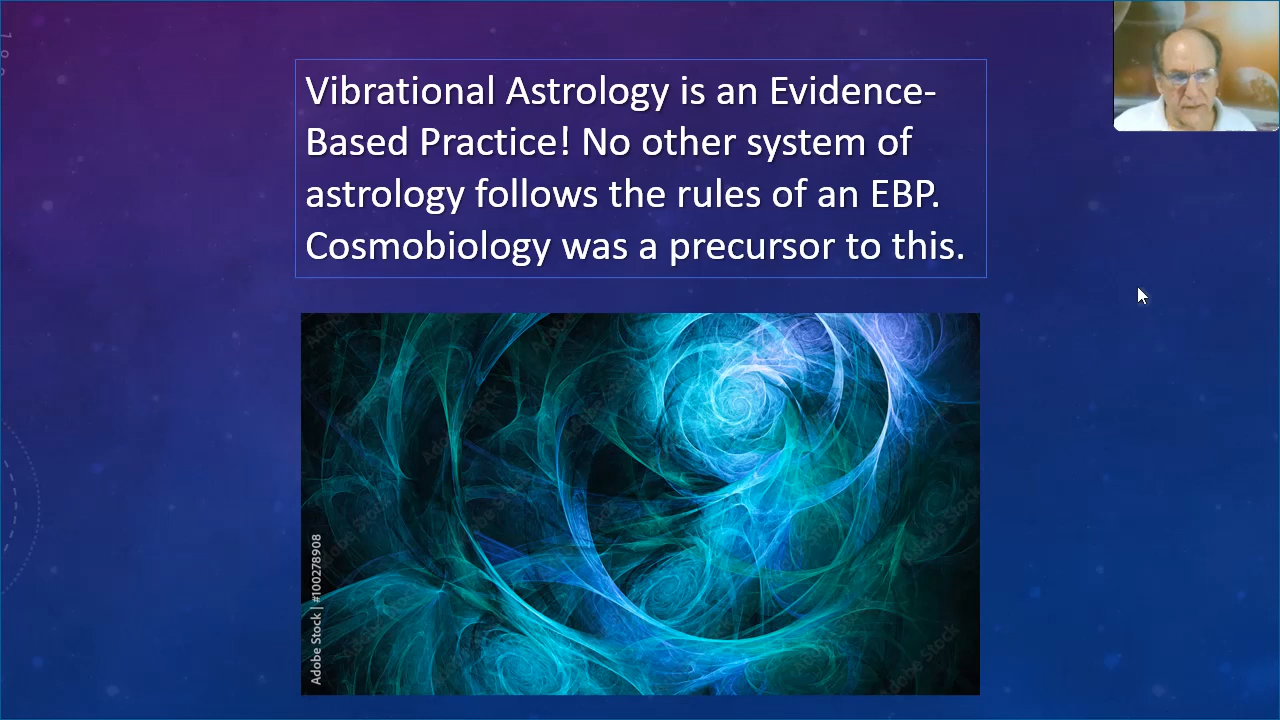 Vibrational Astrology is an Evidence-
Based Practice! No other system of
astrology follows the rules of an EBP.
Cosmobiology was a precursor to this.
Adobe Stock | #100278908